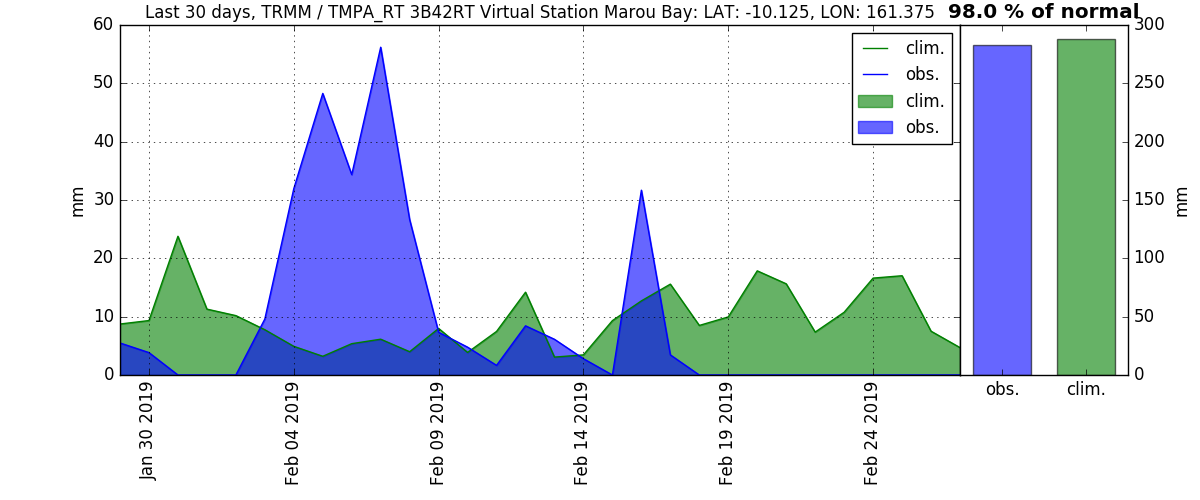 Last 30 days, TRMM / TMPA_RT 3B42RT Virtual Station Marou Bay: LAT: -10.125, LON: 161.375
98.0 % of normal
60
50
40
30
20
10
0
mm
clim.
obs.
clim.
obs.
300
250
200
150
100
50
0
mm
obs.
clim.
Jan 30 2019
Feb 04 2019
Feb 09 2019
Feb 14 2019
Feb 19 2019
Feb 24 2019